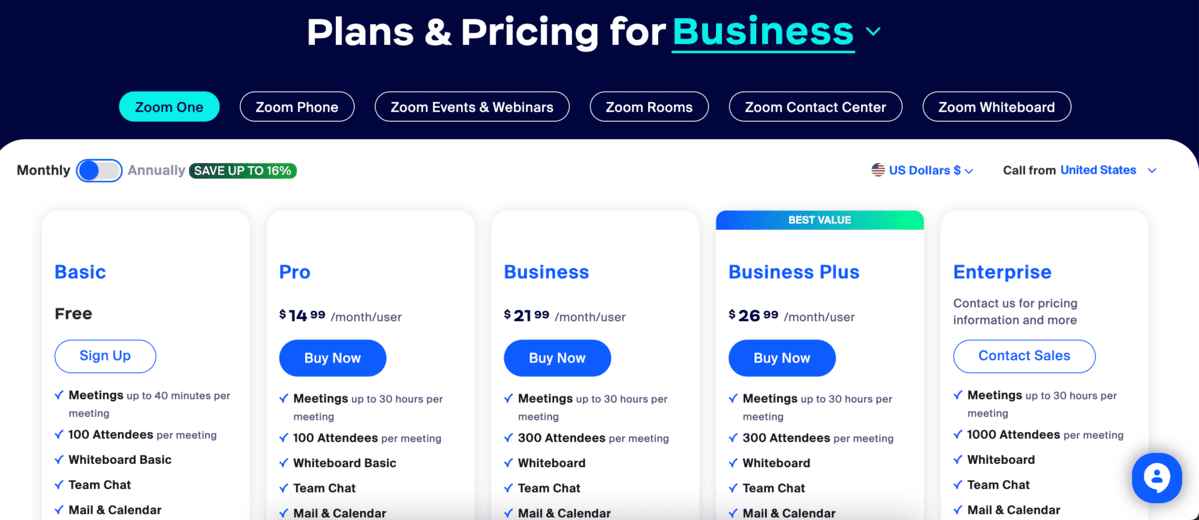 Plans & Pricing for Business
Zoom One
Zoom Phone
Zoom Events & Webinars
Zoom Rooms
Zoom Contact Center
Zoom Whiteboard
Monthly
Annually
SAVE UP TO 16%
US Dollars $
Call from United States
Basic
Free
Sign Up
Meetings up to 40 minutes per
meeting
100 Attendees per meeting
Whiteboard Basic
Team Chat
Mail & Calendar
Pro
$ 14 99 /month/user
Buy Now
Meetings up to 30 hours per
meeting
100 Attendees per meeting
Whiteboard Basic
Team Chat
Mail & Calendar
Business
$ 21 99 /month/user
Buy Now
Meetings up to 30 hours per
meeting
300 Attendees per meeting
Whiteboard
Team Chat
Mail & Calendar
BEST VALUE
Business Plus
$ 26 99 /month/user
Buy Now
Meetings up to 30 hours per
meeting
300 Attendees per meeting
Whiteboard
Team Chat
Mail & Calendar
Enterprise
Contact us for pricing
information and more
Contact Sales
Meetings up to 30 hours per
meeting
1000 Attendees per meeting
Whiteboard
Team Chat
Mail & Calendar